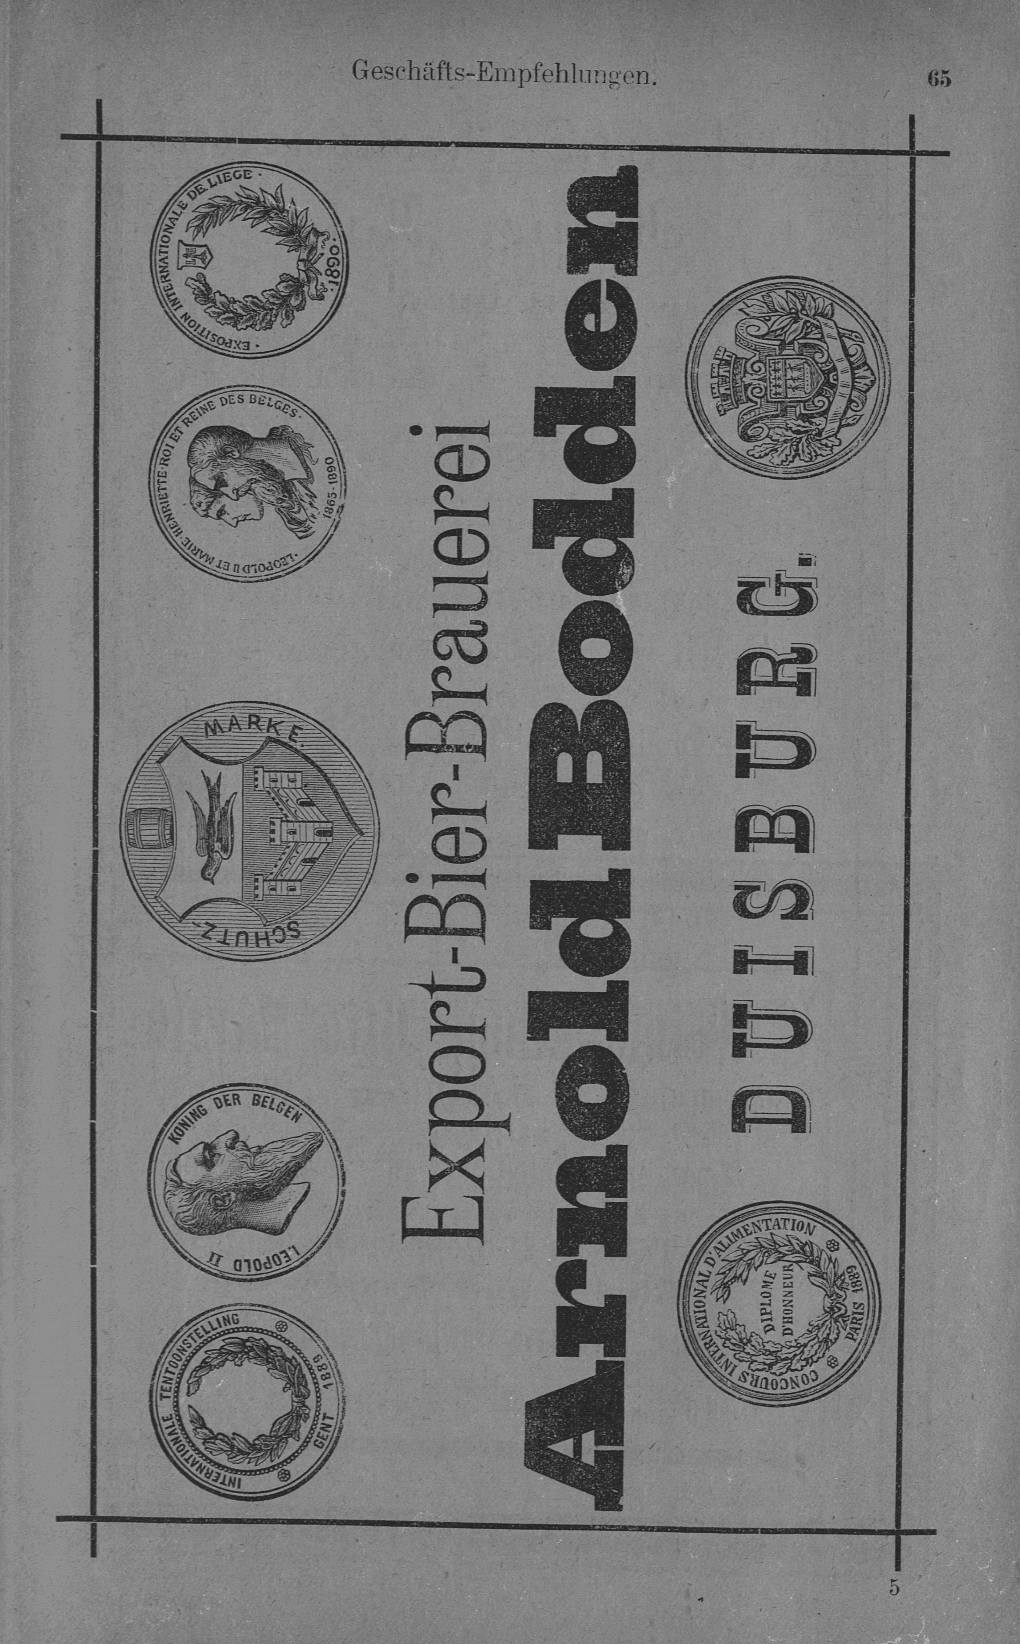 Geschäfts-Empfehlungen.
65
INTERNATIONALE TENTOONSTELLING
GENT 1889
LEOPOLD II KONING DER BELGEN
SCHUTZ-MARKE
· LEOPOLD II ET MARIE HENRIETTE ROI ET REINE DES BELGES ·
1865-1890
· EXPOSITION INTERNATIONALE DE LIEGE ·
· 1890 ·
Export-Bier-Brauerei
Arnold Bodden
CONCOURS INTERNATIONAL D'ALIMENTATION
DIPLOME
D'HONNEUR
PARIS 1889
DUISBURG.
5